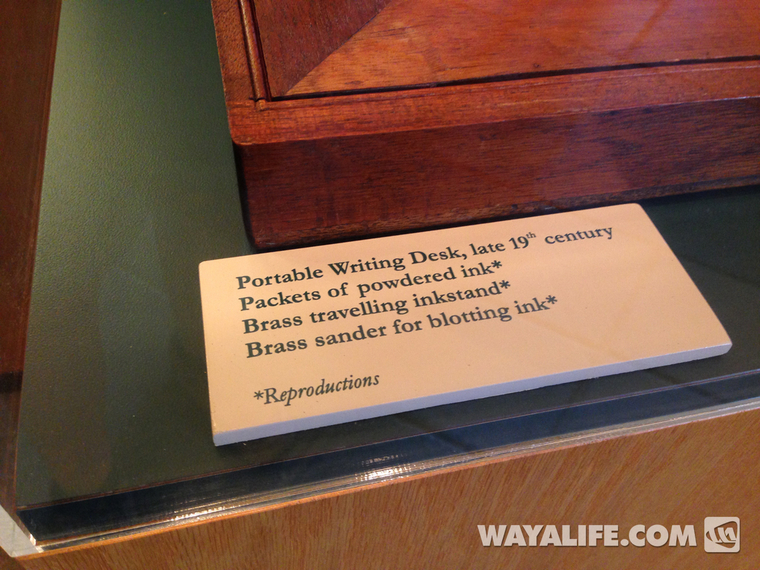 Portable Writing Desk, late 19th century
Packets of powdered ink*
Brass travelling inkstand*
Brass sander for blotting ink*
*Reproductions
WAYALIFE.COM